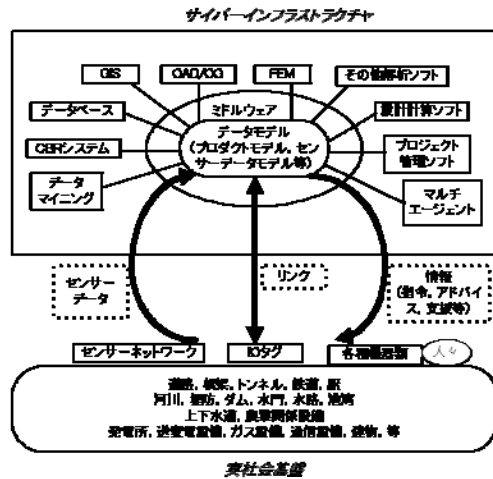 サイバーインフラストラクチャ
GIS
CAD/CG
FEM
その他解析ソフト
ミドルウェア
データベース
データモデル
(プロダクトモデル, セン
サーデータモデル等)
設計計算ソフト
CBRシステム
プロジェクト
管理ソフト
データ
マイニング
マルチ
エージェント
センサー
データ
リンク
情報
(指令, アドバイ
ス, 支援等)
センサーネットワーク
ICタグ
各種機器類
人々
道路, 橋梁, トンネル, 鉄道, 駅
河川, 堤防, ダム, 水門, 水路, 港湾
上下水道, 農業関係設備
発電所, 送変電設備, ガス設備, 通信設備, 建物, 等
実社会基盤